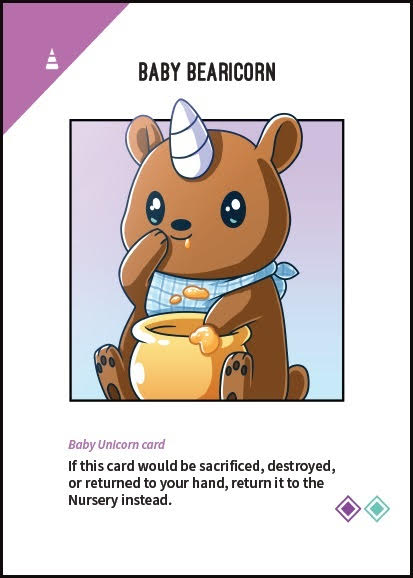 BABY BEARICORN
Baby Unicorn card
If this card would be sacrificed, destroyed,
or returned to your hand, return it to the
Nursery instead.